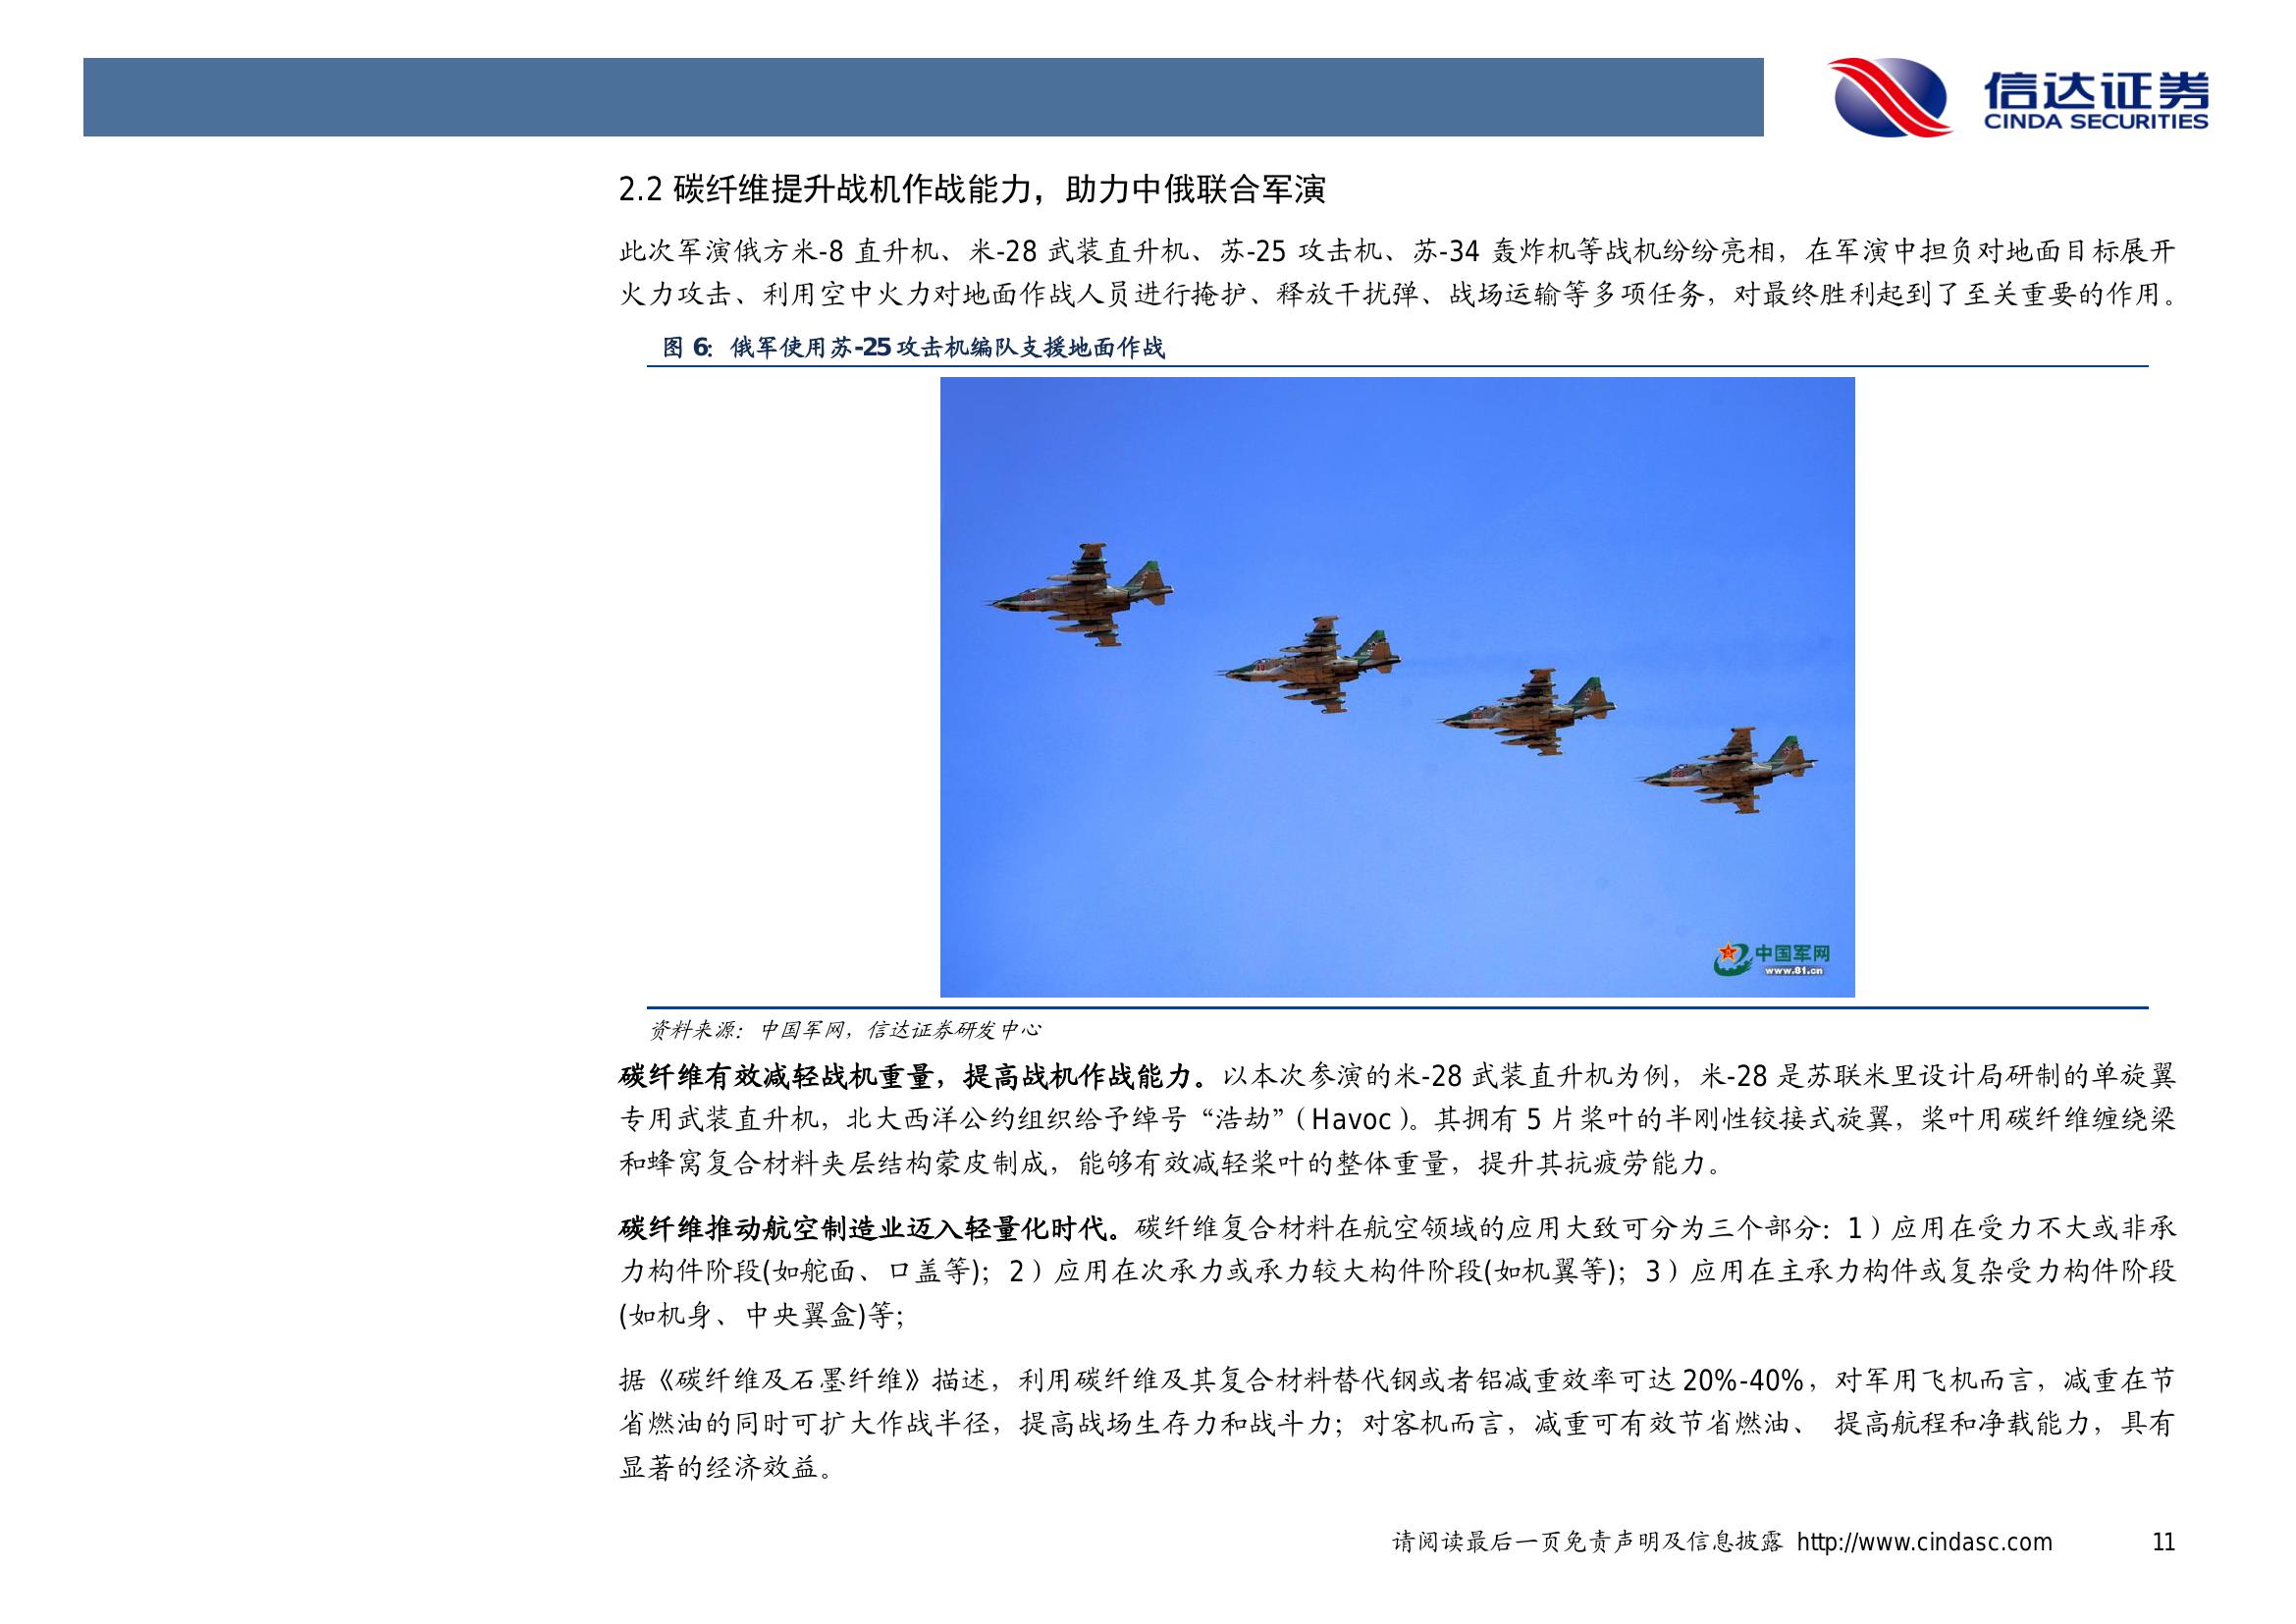 信达证券
CINDA SECURITIES
2.2 碳纤维提升战机作战能力，助力中俄联合军演
此次军演俄方米-8 直升机、米-28 武装直升机、苏-25 攻击机、苏-34 轰炸机等战机纷纷亮相，在军演中担负对地面目标展开
火力攻击、利用空中火力对地面作战人员进行掩护、释放干扰弹、战场运输等多项任务，对最终胜利起到了至关重要的作用。
图 6：俄军使用苏-25 攻击机编队支援地面作战
中国军网
www.81.cn
资料来源：中国军网，信达证券研发中心
碳纤维有效减轻战机重量，提高战机作战能力。以本次参演的米-28 武装直升机为例，米-28 是苏联米里设计局研制的单旋翼
专用武装直升机，北大西洋公约组织给予绰号“浩劫”（Havoc）。其拥有 5 片桨叶的半刚性铰接式旋翼，桨叶用碳纤维缠绕梁
和蜂窝复合材料夹层结构蒙皮制成，能够有效减轻桨叶的整体重量，提升其抗疲劳能力。
碳纤维推动航空制造业迈入轻量化时代。碳纤维复合材料在航空领域的应用大致可分为三个部分：1）应用在受力不大或非承
力构件阶段(如舵面、口盖等)；2）应用在次承力或承力较大构件阶段(如机翼等)；3）应用在主承力构件或复杂受力构件阶段
(如机身、中央翼盒)等；
据《碳纤维及石墨纤维》描述，利用碳纤维及其复合材料替代钢或者铝减重效率可达 20%-40%，对军用飞机而言，减重在节
省燃油的同时可扩大作战半径，提高战场生存力和战斗力；对客机而言，减重可有效节省燃油、 提高航程和净载能力，具有
显著的经济效益。
请阅读最后一页免责声明及信息披露 http://www.cindasc.com 11